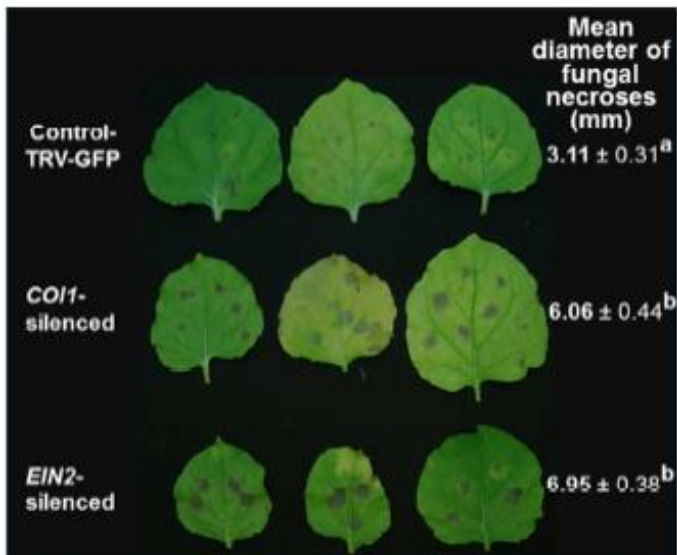 Mean
diameter of
fungal
necroses
(mm)
Control-
TRV-GFP
3.11 ± 0.31a
COI1-
silenced
6.06 ± 0.44b
EIN2-
silenced
6.95 ± 0.38b